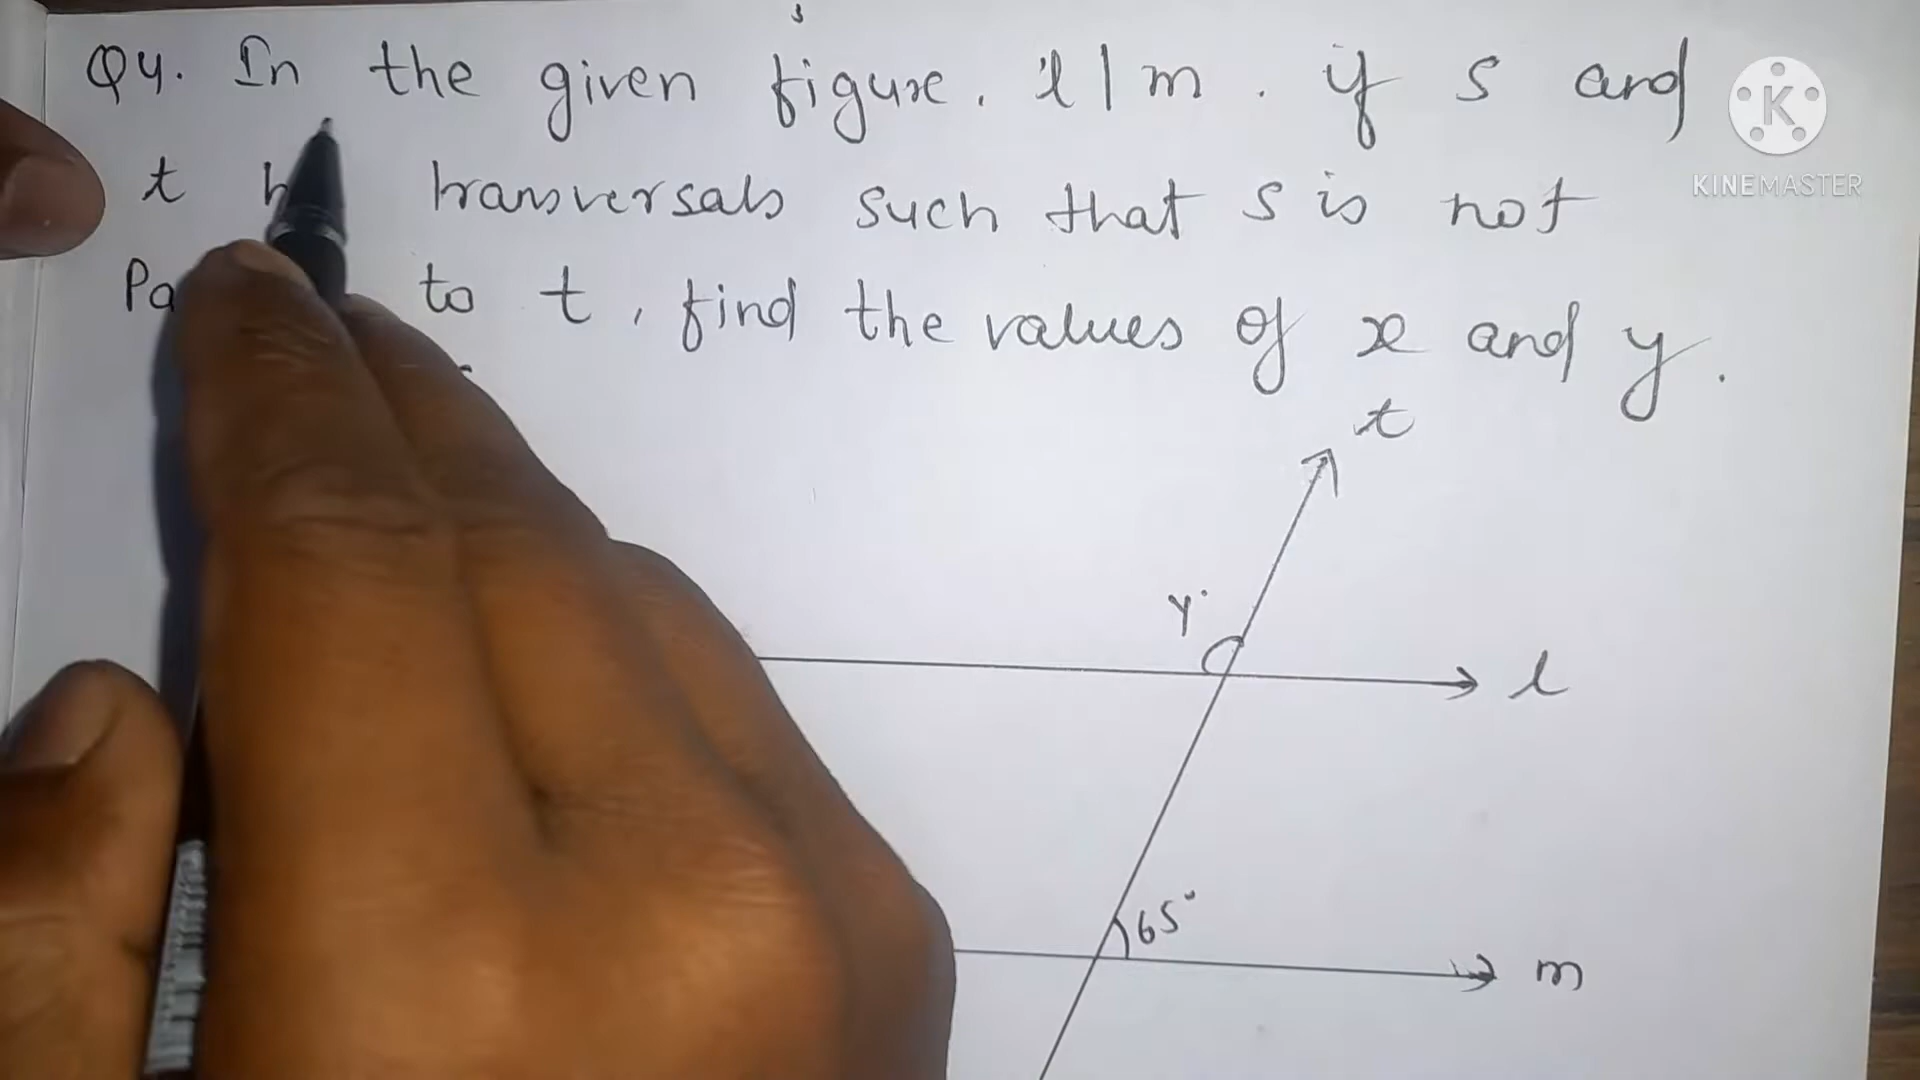 Q4. In the given figure. l | m. if s and
t transversals such that s is not
Pa to t, find the values of x and y.
t
y°
l
65°
m
K
KINEMASTER